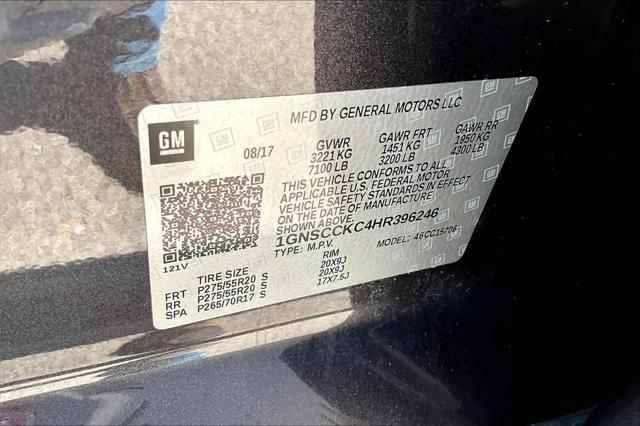 MFD BY GENERAL MOTORS LLC
GM
08/17 GVWR GAWR FRT GAWR RR
3221 KG 1451 KG 1950 KG
7100 LB 3200 LB 4300 LB
THIS VEHICLE CONFORMS TO ALL
APPLICABLE U.S. FEDERAL MOTOR
VEHICLE SAFETY STANDARDS IN EFFECT
ON THE DATE OF MANUFACTURE
SHOWN ABOVE.
1GNSCCKC4HR396246
TYPE: M.P.V. MODEL: 46CC15706
121V
TIRE SIZE RIM
FRT P275/55R20 S 20X9J
RR P275/55R20 S 20X9J
SPA P265/70R17 S 17X7.5J